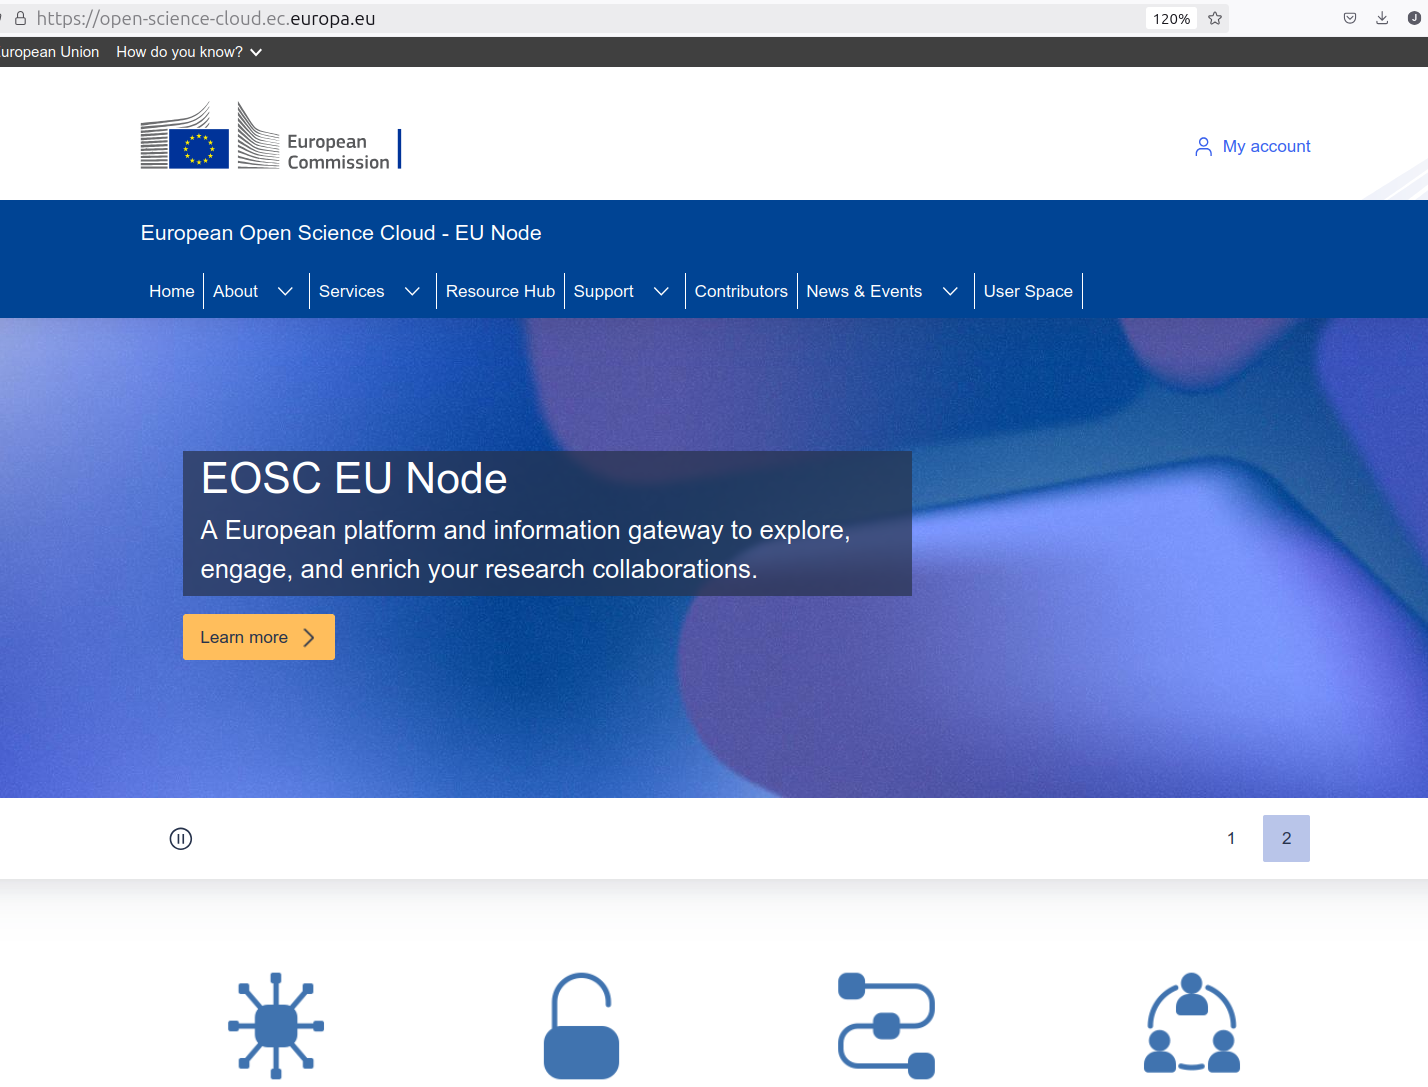 https://open-science-cloud.ec.europa.eu 120%
uropean Union How do you know?
European
Commission
My account
European Open Science Cloud - EU Node
Home About Services Resource Hub Support Contributors News & Events User Space
EOSC EU Node
A European platform and information gateway to explore,
engage, and enrich your research collaborations.
Learn more
1 2